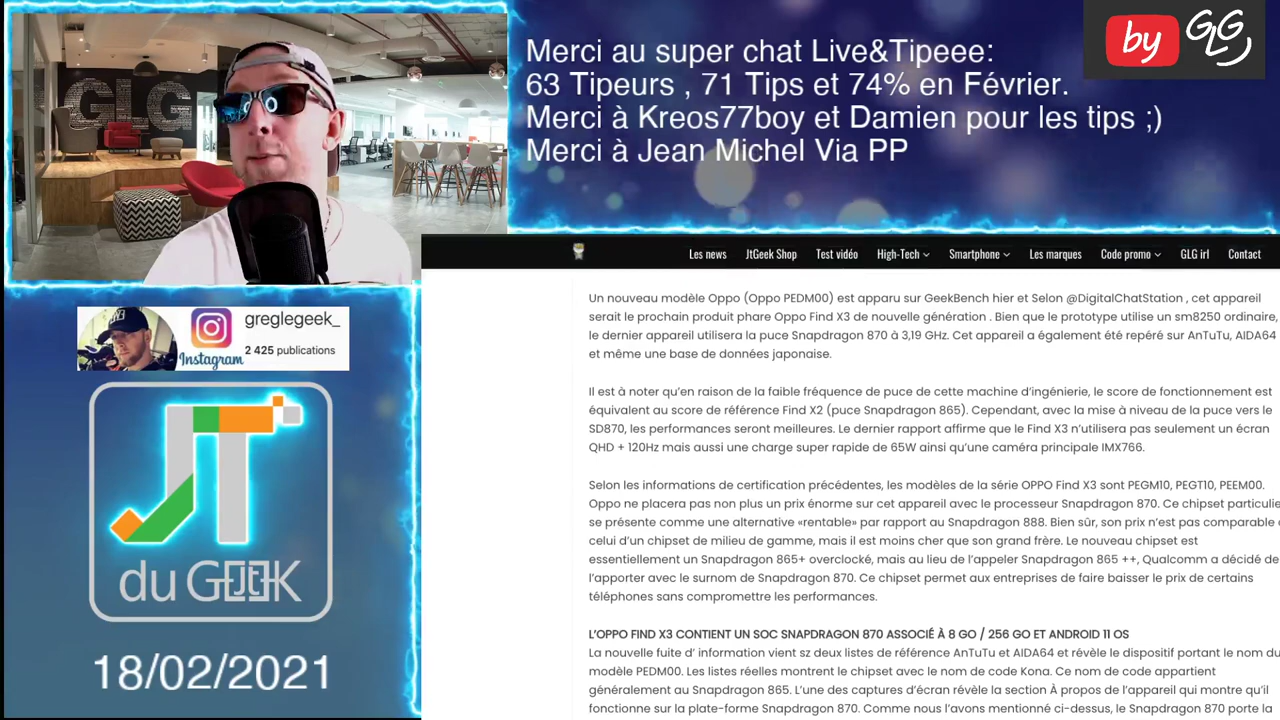 GLG
Merci au super chat Live&Tipeee:
63 Tipeurs , 71 Tips et 74% en Février.
Merci à Kreos77boy et Damien pour les tips ;)
Merci à Jean Michel Via PP
by GLG
Les news JtGeek Shop Test vidéo High-Tech Smartphone Les marques Code promo GLG irl Contact
greglegeek_
2 425 publications
Instagram
JT
du GEEK
18/02/2021
Un nouveau modèle Oppo (Oppo PEDM00) est apparu sur GeekBench hier et Selon @DigitalChatStation , cet appareil
serait le prochain produit phare Oppo Find X3 de nouvelle génération . Bien que le prototype utilise un sm8250 ordinaire,
le dernier appareil utilisera la puce Snapdragon 870 à 3,19 GHz. Cet appareil a également été repéré sur AnTuTu, AIDA64
et même une base de données japonaise.
Il est à noter qu'en raison de la faible fréquence de puce de cette machine d'ingénierie, le score de fonctionnement est
équivalent au score de référence Find X2 (puce Snapdragon 865). Cependant, avec la mise à niveau de la puce vers le
SD870, les performances seront meilleures. Le dernier rapport affirme que le Find X3 n'utilisera pas seulement un écran
QHD + 120Hz mais aussi une charge super rapide de 65W ainsi qu'une caméra principale IMX766.
Selon les informations de certification précédentes, les modèles de la série OPPO Find X3 sont PEGM10, PEGT10, PEEM00.
Oppo ne placera pas non plus un prix énorme sur cet appareil avec le processeur Snapdragon 870. Ce chipset particulie
se présente comme une alternative «rentable» par rapport au Snapdragon 888. Bien sûr, son prix n'est pas comparable
celui d'un chipset de milieu de gamme, mais il est moins cher que son grand frère. Le nouveau chipset est
essentiellement un Snapdragon 865+ overclocké, mais au lieu de l'appeler Snapdragon 865 ++, Qualcomm a décidé de
l'apporter avec le surnom de Snapdragon 870. Ce chipset permet aux entreprises de faire baisser le prix de certains
téléphones sans compromettre les performances.
L'OPPO FIND X3 CONTIENT UN SOC SNAPDRAGON 870 ASSOCIÉ À 8 GO / 256 GO ET ANDROID 11 OS
La nouvelle fuite d' information vient sz deux listes de référence AnTuTu et AIDA64 et révèle le dispositif portant le nom du
modèle PEDM00. Les listes réelles montrent le chipset avec le nom de code Kona. Ce nom de code appartient
généralement au Snapdragon 865. L'une des captures d'écran révèle la section À propos de l'appareil qui montre qu'il
fonctionne sur la plate-forme Snapdragon 870. Comme nous l'avons mentionné ci-dessus, le Snapdragon 870 porte la